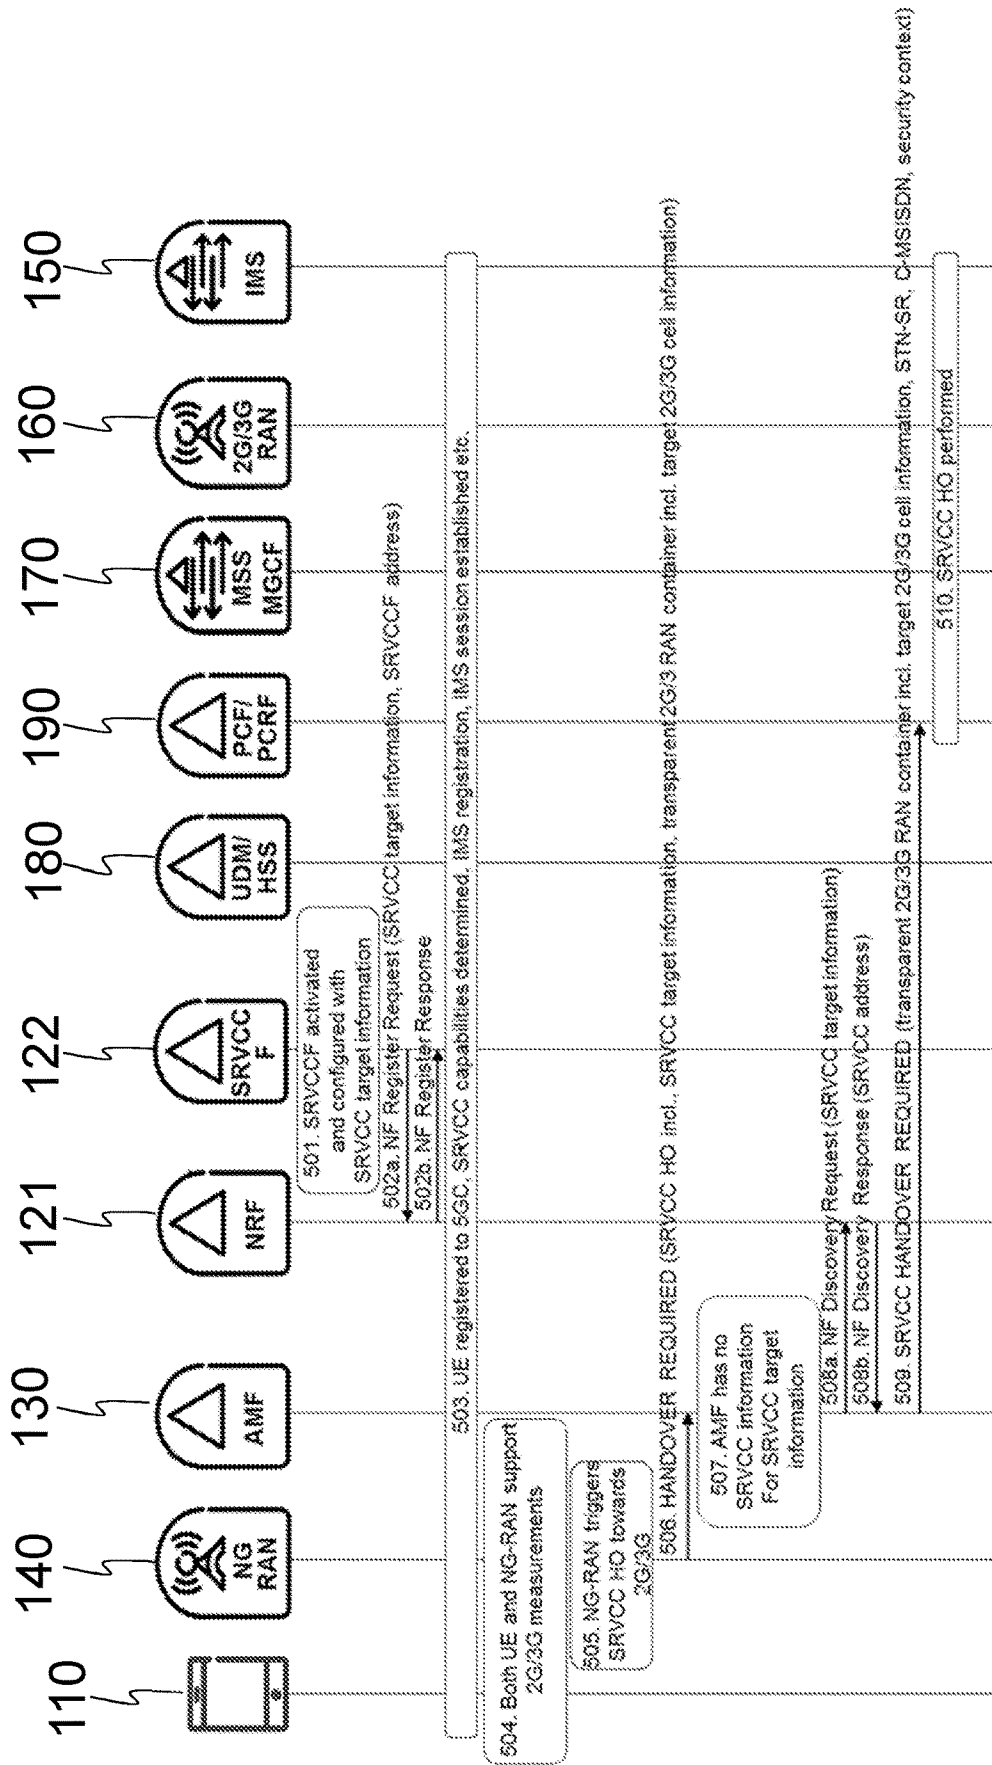 110
140
130
121
122
180
190
170
160
150
NG
RAN
AMF
NRF
SRVCC
F
UDM/
HSS
PCF/
PCRF
MSS
MGCF
2G/3G
RAN
IMS
501. SRVCCF activated
and configured with
SRVCC target information
502a. NF Register Request (SRVCC target information, SRVCCF address)
502b. NF Register Response
503. UE registered to 5GC, SRVCC capabilities determined, IMS registration, IMS session established etc.
504. Both UE and NG-RAN support
2G/3G measurements
505. NG-RAN triggers
SRVCC HO towards
2G/3G
506. HANDOVER REQUIRED (SRVCC HO incl., SRVCC target information, transparent 2G/3 RAN container incl. target 2G/3G cell information)
507. AMF has no
SRVCC information
For SRVCC target
information
508a. NF Discovery Request (SRVCC target information)
508b. NF Discovery Response (SRVCC address)
509. SRVCC HANDOVER REQUIRED (transparent 2G/3G RAN container incl. target 2G/3G cell information, STN-SR, C-MSISDN, security context)
510. SRVCC HO performed